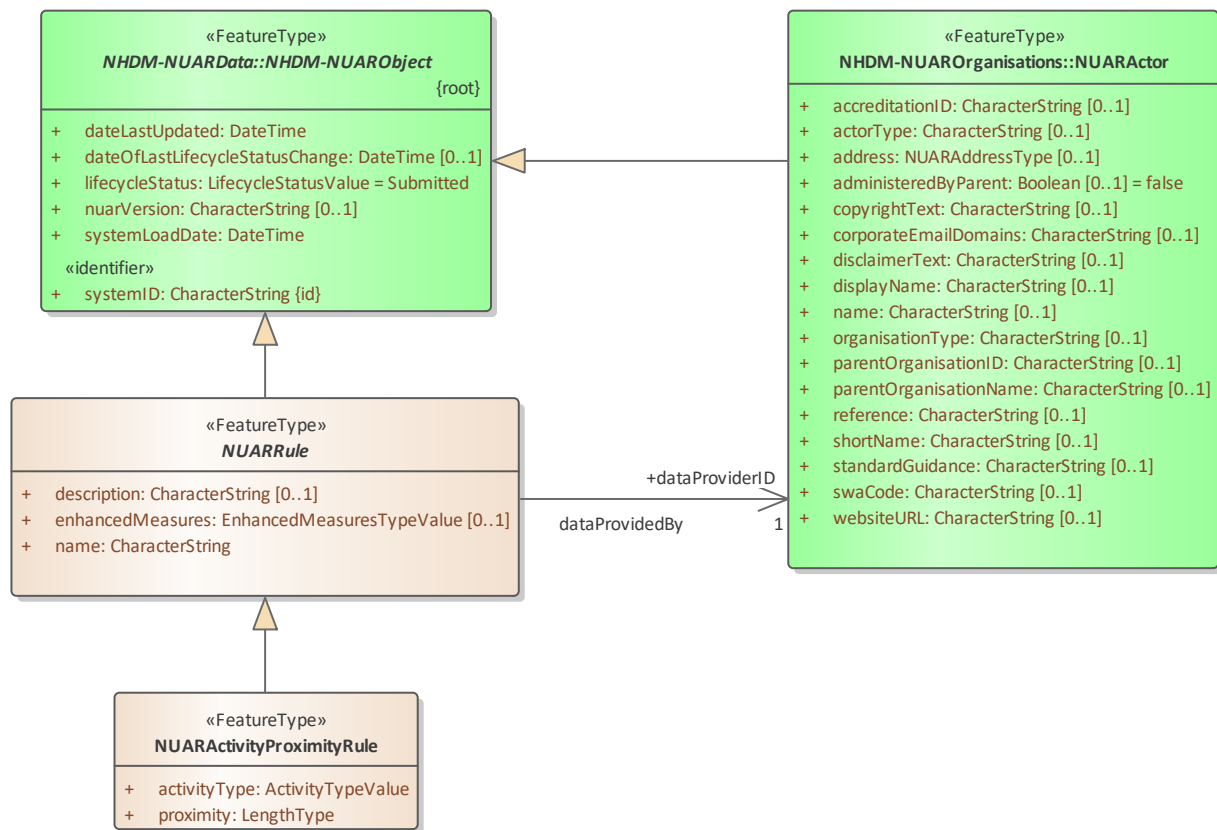 «FeatureType»
NHDM-NUARData::NHDM-NUARObject
{root}
+ dateLastUpdated: DateTime
+ dateOfLastLifecycleStatusChange: DateTime [0..1]
+ lifecycleStatus: LifecycleStatusValue = Submitted
+ nuarVersion: CharacterString [0..1]
+ systemLoadDate: DateTime
«identifier»
+ systemID: CharacterString {id}
«FeatureType»
NHDM-NUAROrganisations::NUARActor
+ accreditationID: CharacterString [0..1]
+ actorType: CharacterString [0..1]
+ address: NUARAddressType [0..1]
+ administeredByParent: Boolean [0..1] = false
+ copyrightText: CharacterString [0..1]
+ corporateEmailDomains: CharacterString [0..1]
+ disclaimerText: CharacterString [0..1]
+ displayName: CharacterString [0..1]
+ name: CharacterString [0..1]
+ organisationType: CharacterString [0..1]
+ parentOrganisationID: CharacterString [0..1]
+ parentOrganisationName: CharacterString [0..1]
+ reference: CharacterString [0..1]
+ shortName: CharacterString [0..1]
+ standardGuidance: CharacterString [0..1]
+ swaCode: CharacterString [0..1]
+ websiteURL: CharacterString [0..1]
«FeatureType»
NUARRule
+ description: CharacterString [0..1]
+ enhancedMeasures: EnhancedMeasuresTypeValue [0..1]
+ name: CharacterString
+dataProviderID
dataProvidedBy 1
«FeatureType»
NUARActivityProximityRule
+ activityType: ActivityTypeValue
+ proximity: LengthType